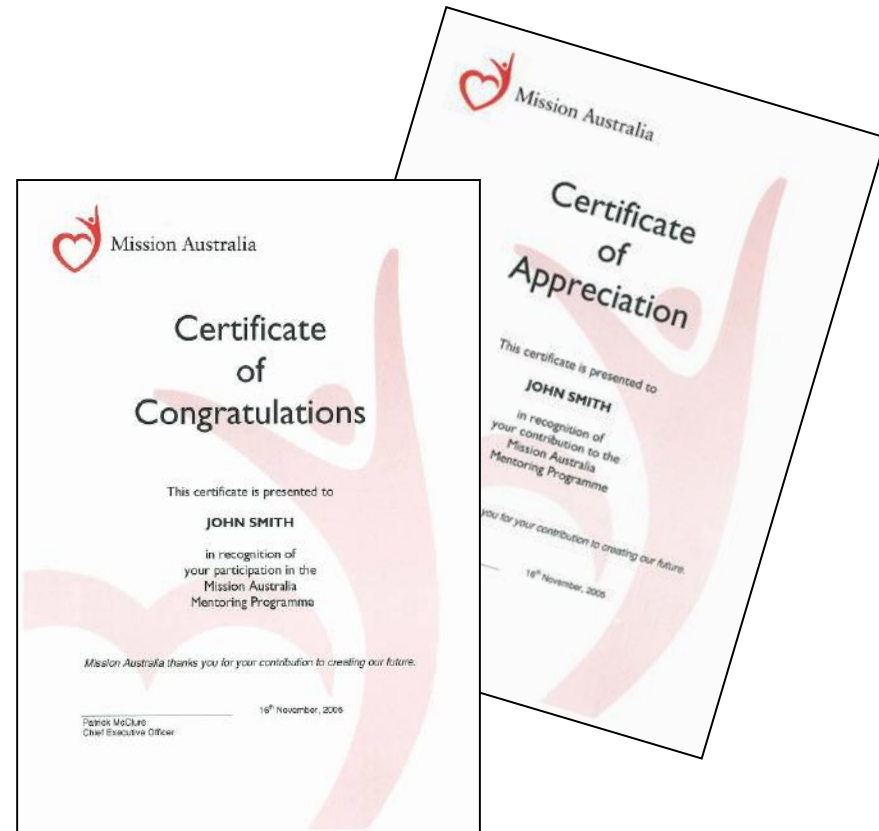 Mission Australia
Certificate
of
Congratulations
This certificate is presented to
JOHN SMITH
in recognition of
your participation in the
Mission Australia
Mentoring Programme
Mission Australia thanks you for your contribution to creating our future.
16th November, 2005
Patrick McClure
Chief Executive Officer
Mission Australia
Certificate
of
Appreciation
This certificate is presented to
JOHN SMITH
in recognition of
your contribution to the
Mission Australia
Mentoring Programme
you for your contribution to creating our future.
16th November, 2005